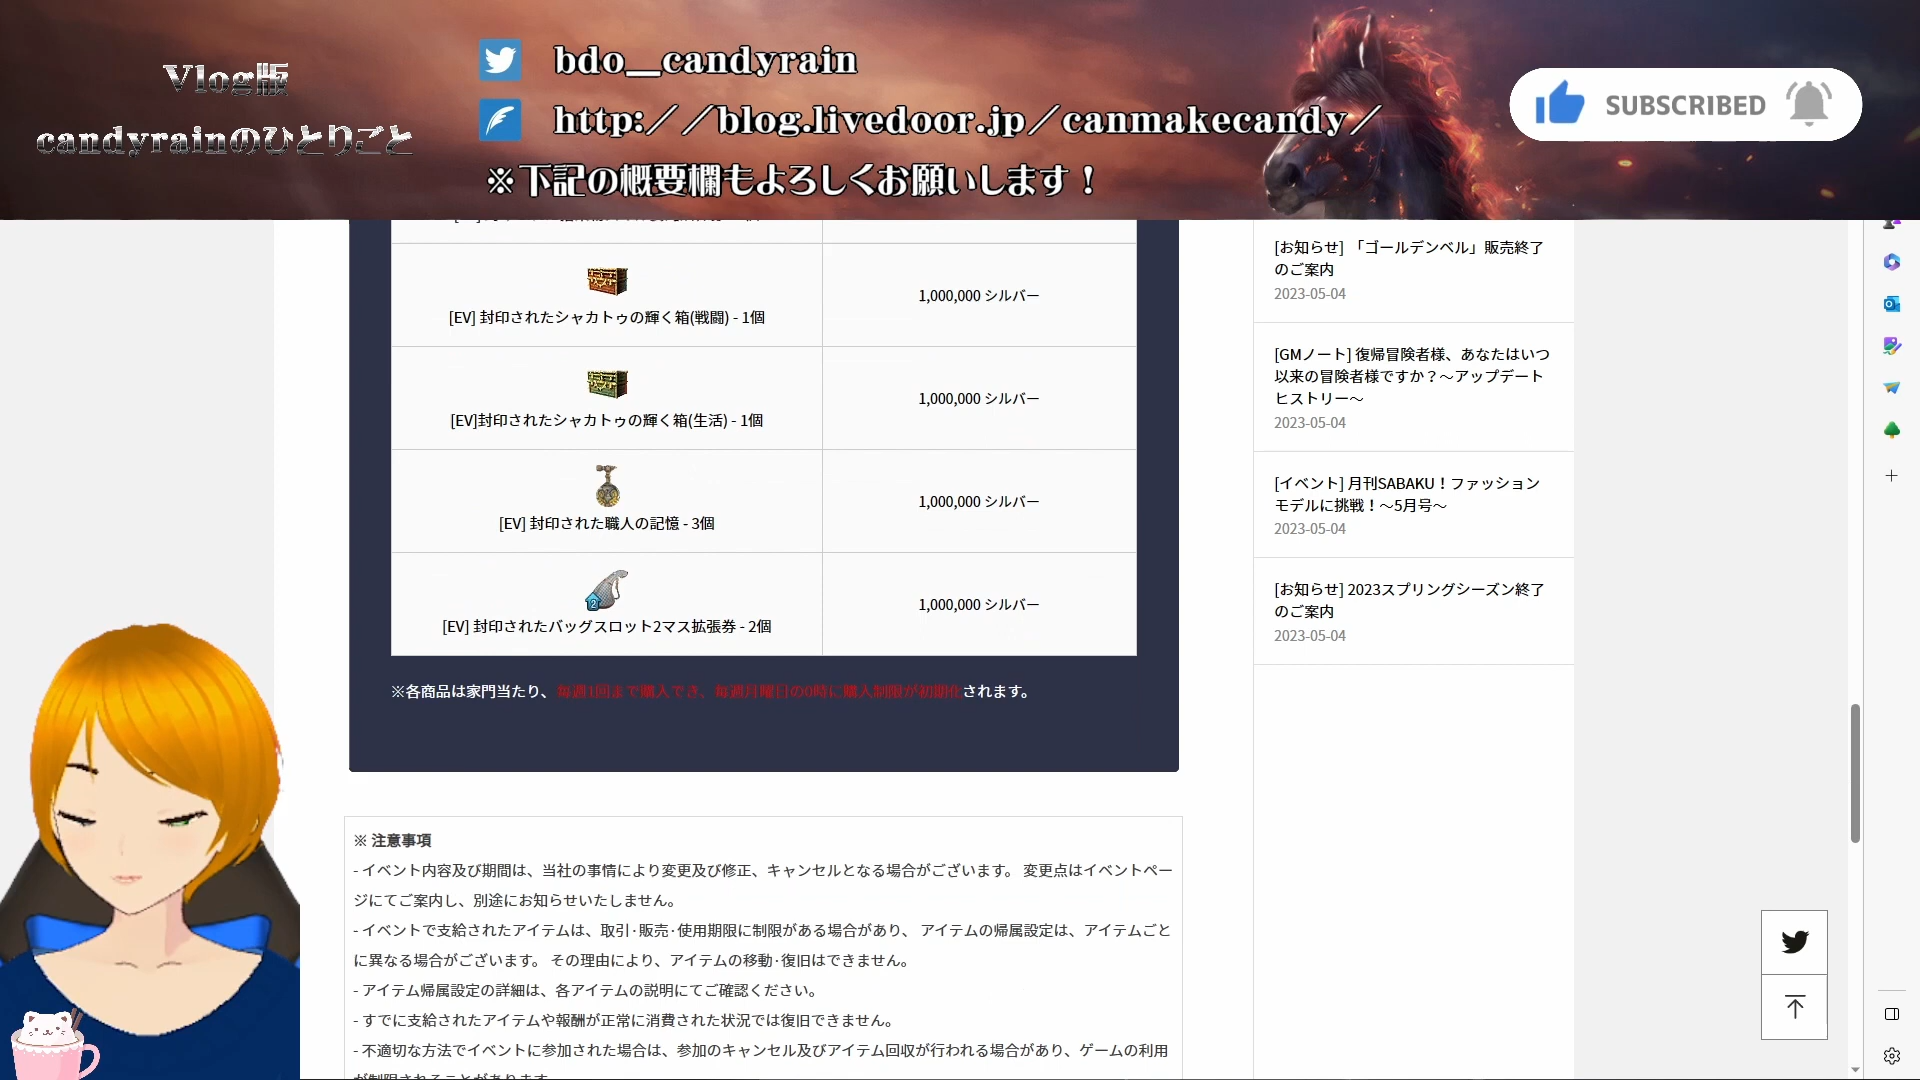 Vlog版
candyrainのひとりごと
bdo__candyrain
http://blog.livedoor.jp/canmakecandy/
※下記の概要欄もよろしくお願いします！
SUBSCRIBED
[EV] 封印されたシャカトゥの輝く箱(戦闘) - 1個
1,000,000 シルバー
[EV]封印されたシャカトゥの輝く箱(生活) - 1個
1,000,000 シルバー
[EV] 封印された職人の記憶 - 3個
1,000,000 シルバー
2
[EV] 封印されたバッグスロット2マス拡張券 - 2個
1,000,000 シルバー
※各商品は家門当たり、毎週1回まで購入でき、毎週月曜日の0時に購入制限が初期化されます。
※ 注意事項
- イベント内容及び期間は、当社の事情により変更及び修正、キャンセルとなる場合がございます。 変更点はイベントペー
ジにてご案内し、別途にお知らせいたしません。
- イベントで支給されたアイテムは、取引·販売·使用期限に制限がある場合があり、 アイテムの帰属設定は、アイテムごと
に異なる場合がございます。 その理由により、アイテムの移動·復旧はできません。
- アイテム帰属設定の詳細は、各アイテムの説明にてご確認ください。
- すでに支給されたアイテムや報酬が正常に消費された状況では復旧できません。
- 不適切な方法でイベントに参加された場合は、参加のキャンセル及びアイテム回収が行われる場合があり、ゲームの利用
[お知らせ] 「ゴールデンベル」販売終了
のご案内
2023-05-04
[GMノート] 復帰冒険者様、あなたはいつ
以来の冒険者様ですか？～アップデート
ヒストリー～
2023-05-04
[イベント] 月刊SABAKU！ファッション
モデルに挑戦！～5月号～
2023-05-04
[お知らせ] 2023スプリングシーズン終了
のご案内
2023-05-04